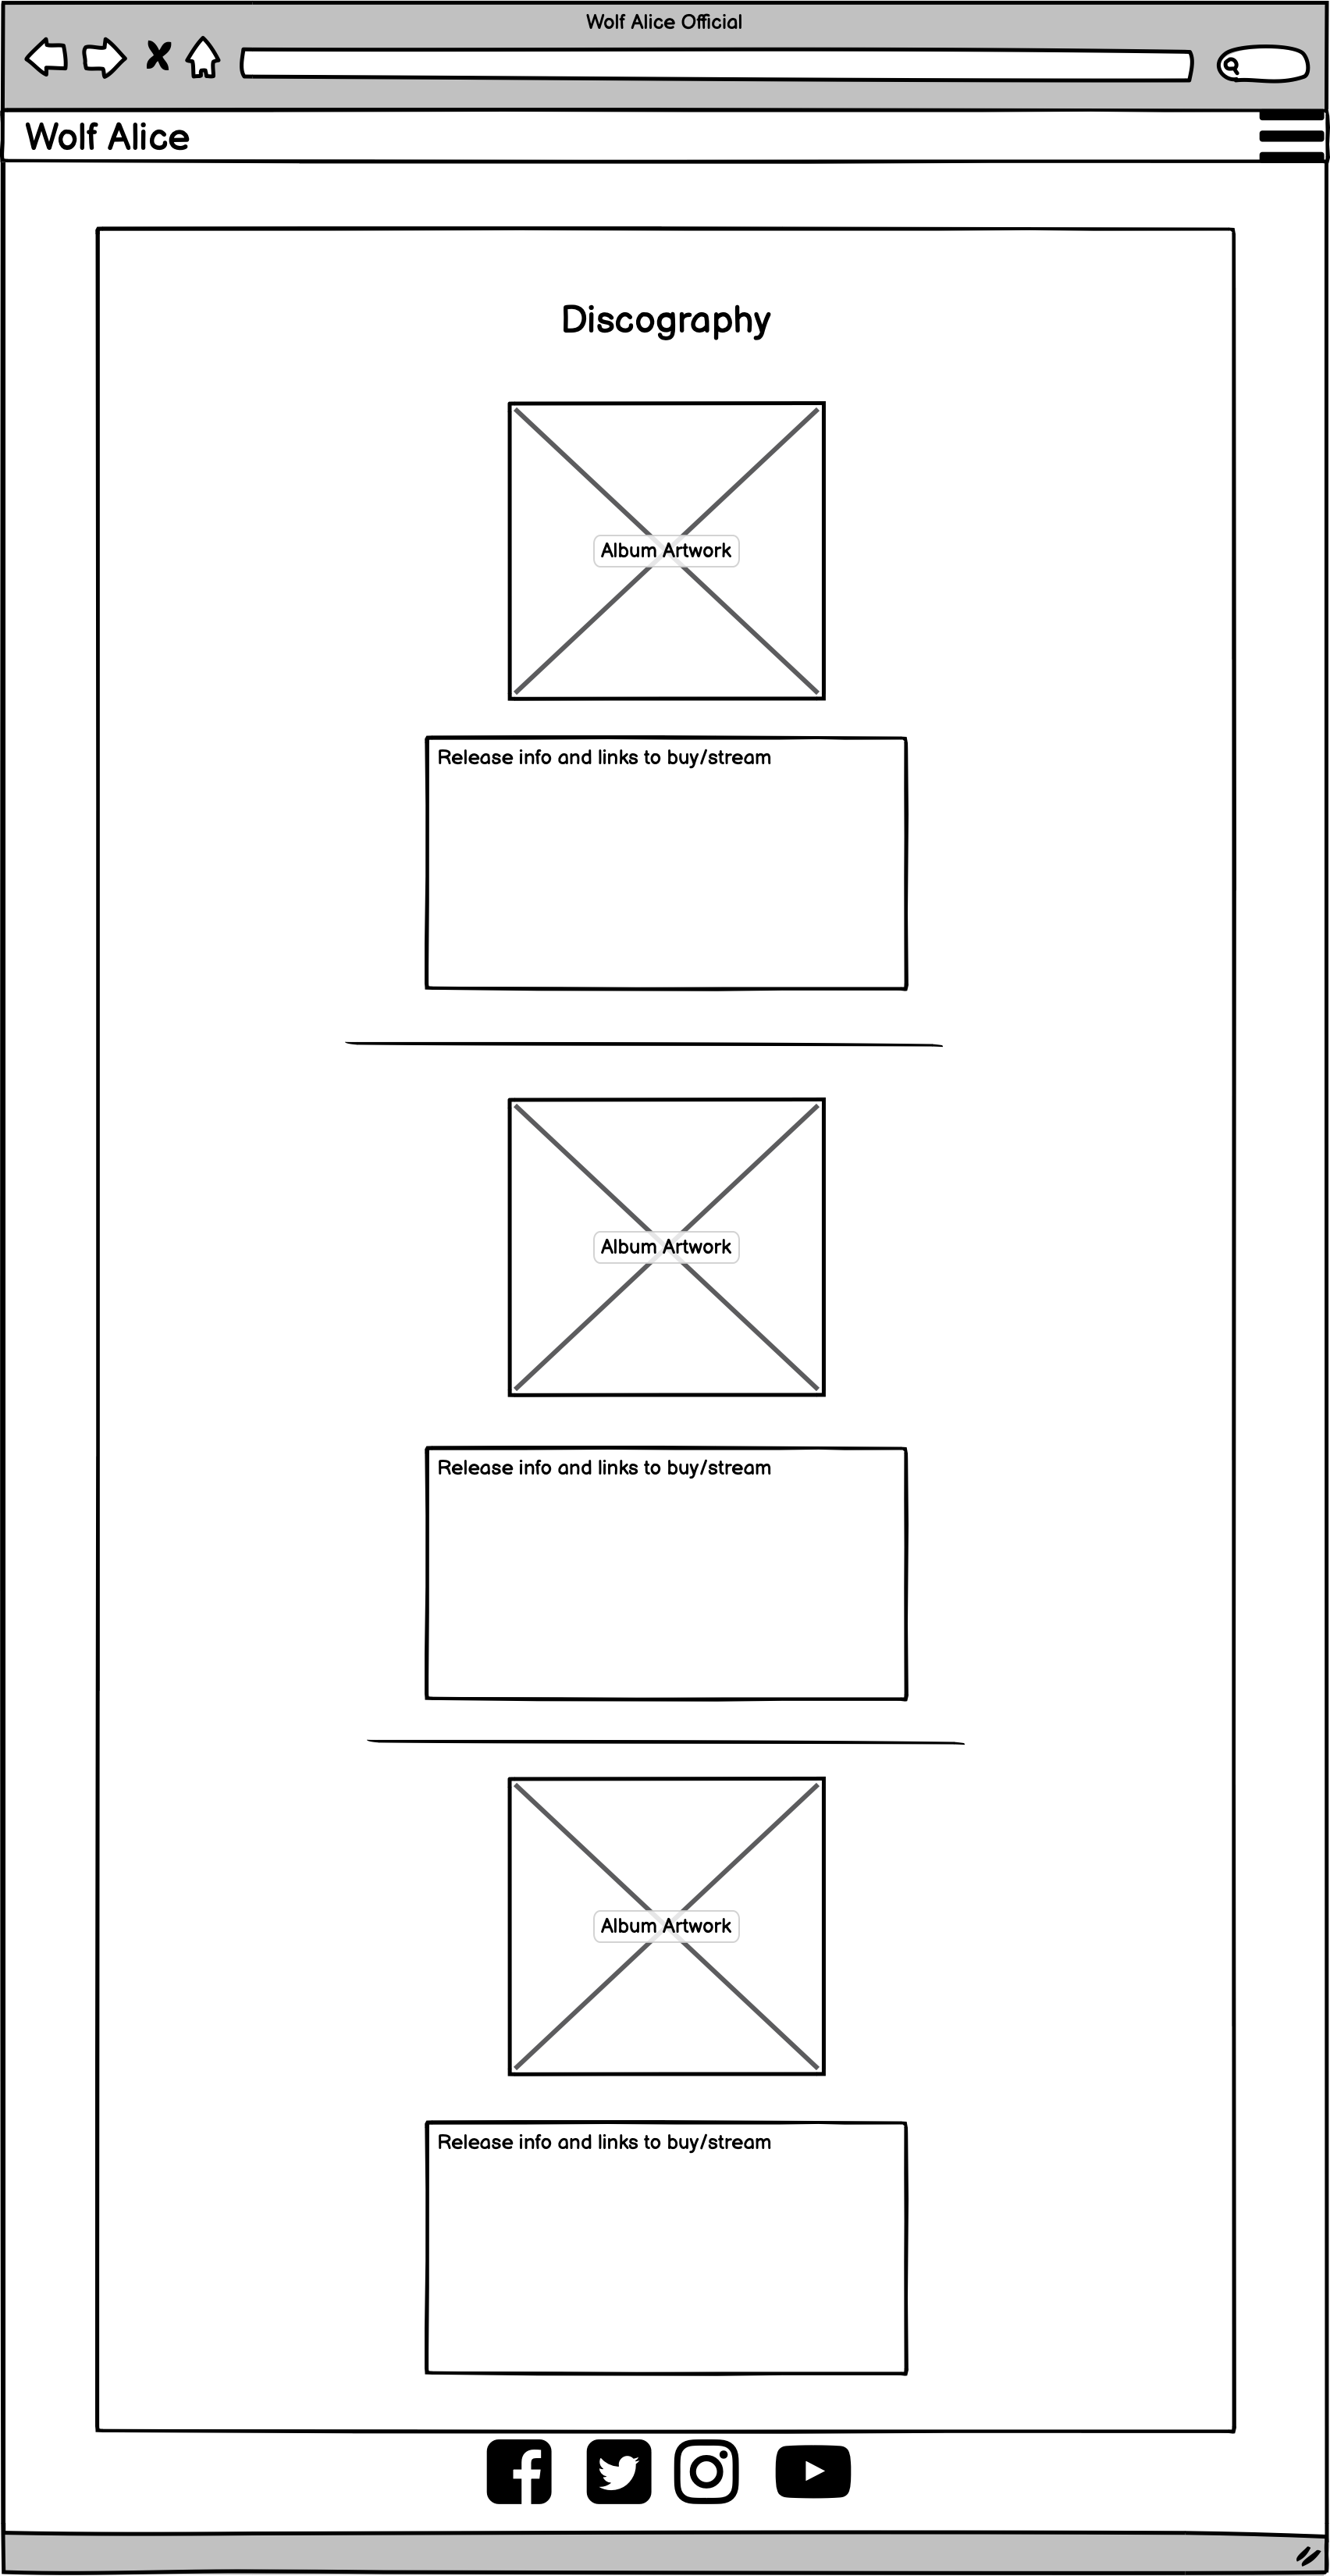 Wolf Alice Official
Wolf Alice
Discography
Album Artwork
Release info and links to buy/stream
Album Artwork
Release info and links to buy/stream
Album Artwork
Release info and links to buy/stream